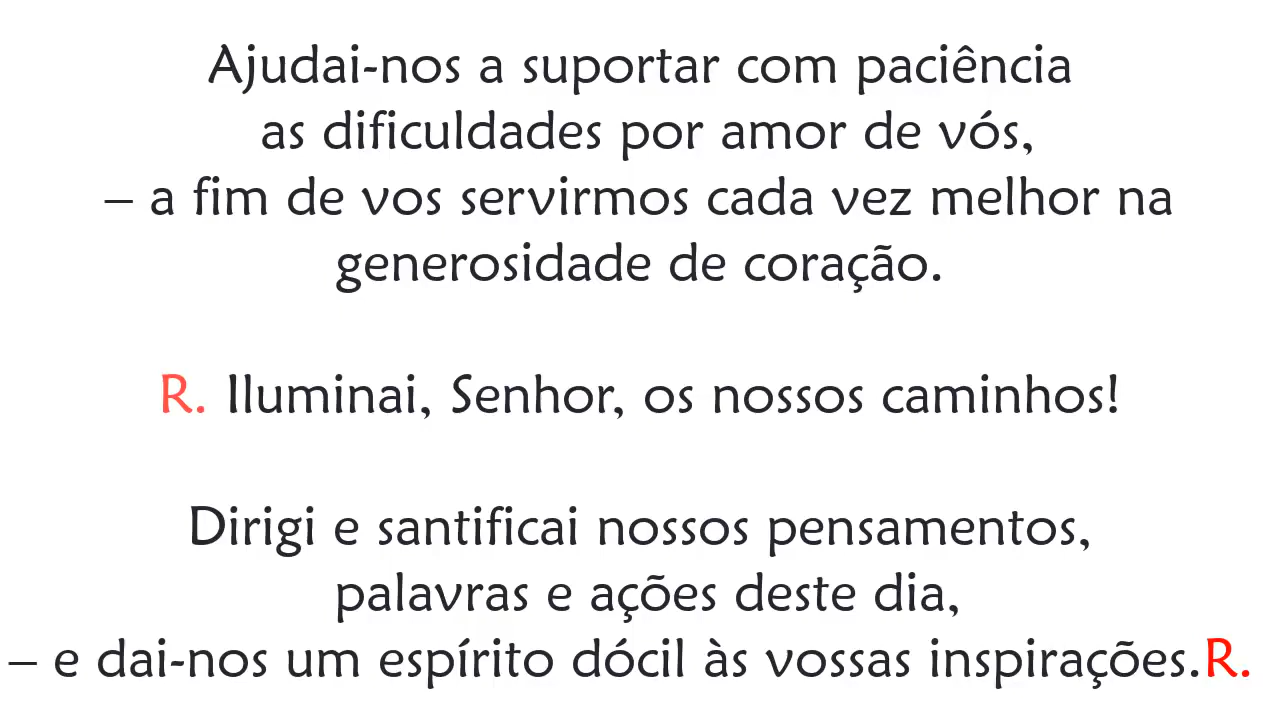 Ajudai-nos a suportar com paciência
as dificuldades por amor de vós,
– a fim de vos servirmos cada vez melhor na
generosidade de coração.
R. Iluminai, Senhor, os nossos caminhos!
Dirigi e santificai nossos pensamentos,
palavras e ações deste dia,
– e dai-nos um espírito dócil às vossas inspirações.R.